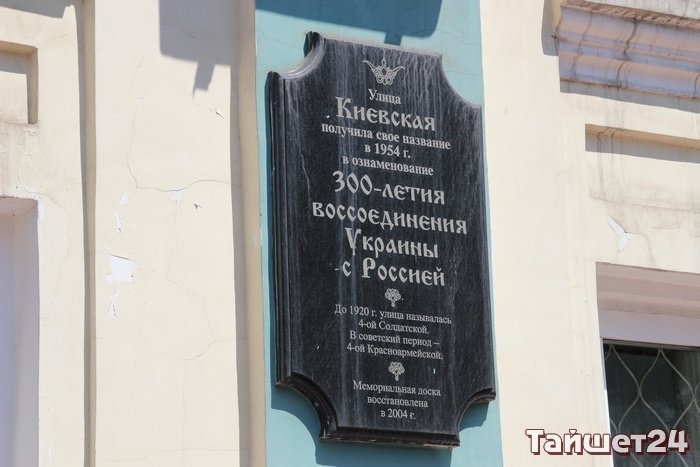 Улица
Киевская
получила свое название
в 1954 г.
в ознаменование
300-летия
воссоединения
Украины
с Россией
До 1920 г. улица называлась
4-ой Солдатской.
В советский период –
4-ой Красноармейской.
Мемориальная доска
восстановлена
в 2004 г.
Тайшет24